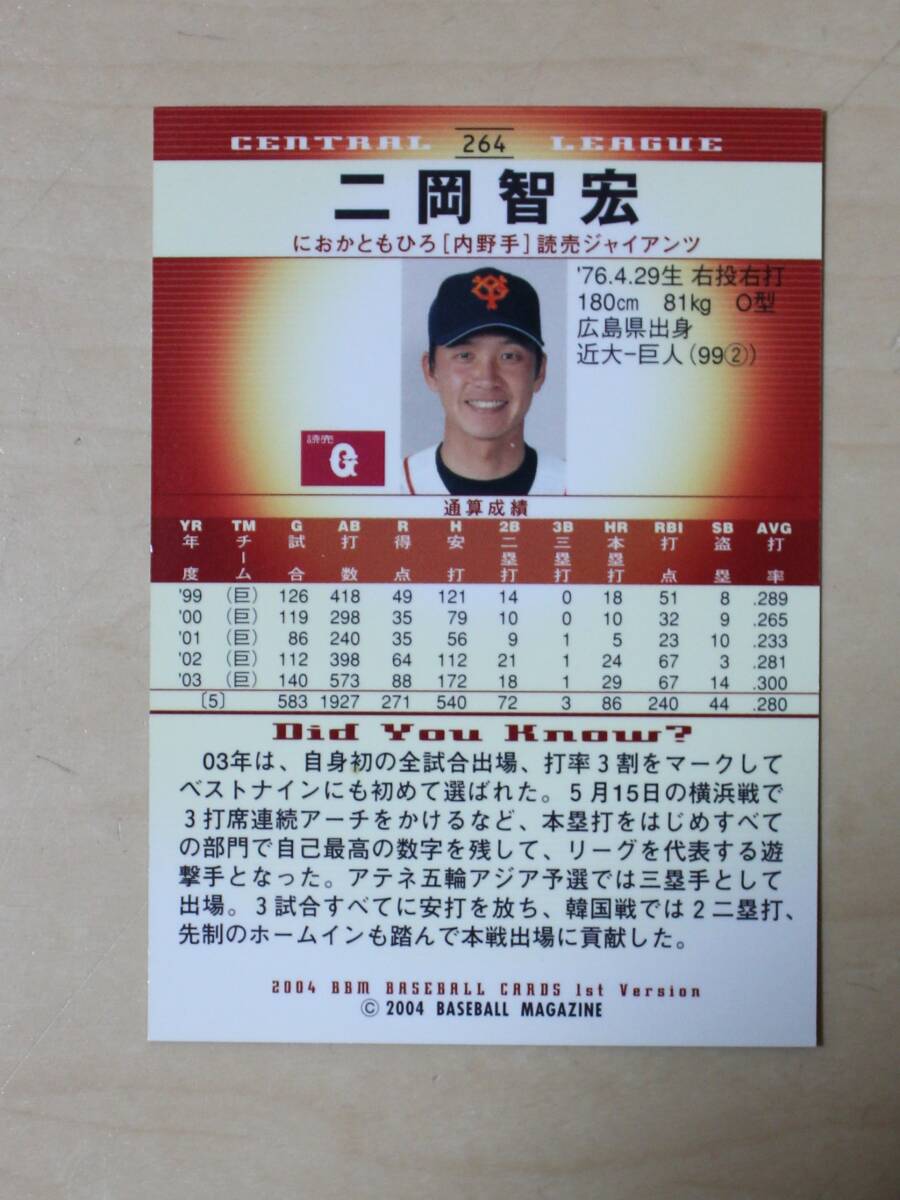 CENTRAL 264 LEAGUE
二岡智宏
におかともひろ［内野手］読売ジャイアンツ
'76.4.29生 右投右打
180cm 81kg O型
広島県出身
近大−巨人(99②)
YG
読売
G
通算成績
YR TM G AB R H 2B 3B HR RBI SB AVG
年度 チーム 試合 打数 得点 安打 二塁打 三塁打 本塁打 打点 盗塁 打率
'99 (巨) 126 418 49 121 14 0 18 51 8 .289
'00 (巨) 119 298 35 79 10 0 10 32 9 .265
'01 (巨) 86 240 35 56 9 1 5 23 10 .233
'02 (巨) 112 398 64 112 21 1 24 67 3 .281
'03 (巨) 140 573 88 172 18 1 29 67 14 .300
〔5〕 583 1927 271 540 72 3 86 240 44 .280
Did You Know?
03年は、自身初の全試合出場、打率３割をマークして
ベストナインにも初めて選ばれた。５月15日の横浜戦で
３打席連続アーチをかけるなど、本塁打をはじめすべて
の部門で自己最高の数字を残して、リーグを代表する遊
撃手となった。アテネ五輪アジア予選では三塁手として
出場。３試合すべてに安打を放ち、韓国戦では２二塁打、
先制のホームインも踏んで本戦出場に貢献した。
2004 BBM BASEBALL CARDS 1st Version
© 2004 BASEBALL MAGAZINE